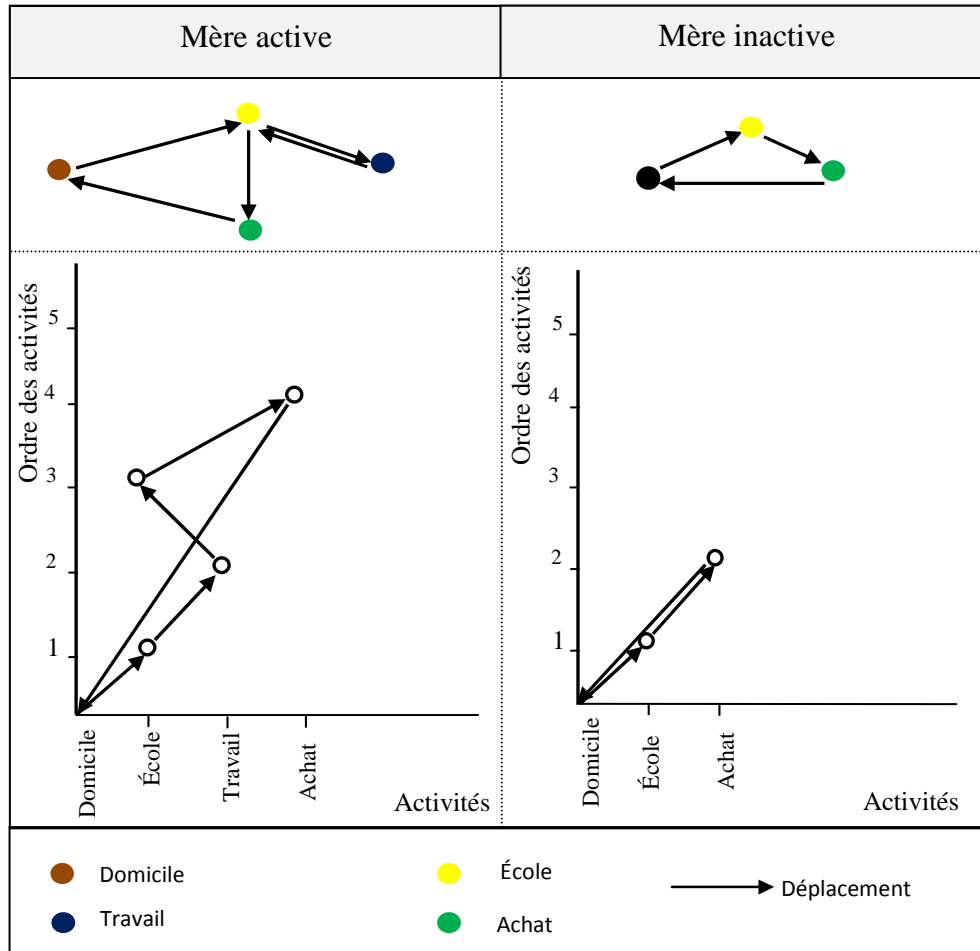 Mère active
Mère inactive
Ordre des activités
5
4
3
2
1
Domicile
École
Travail
Achat
Activités
Ordre des activités
5
4
3
2
1
Domicile
École
Achat
Activités
Domicile
École
Déplacement
Travail
Achat